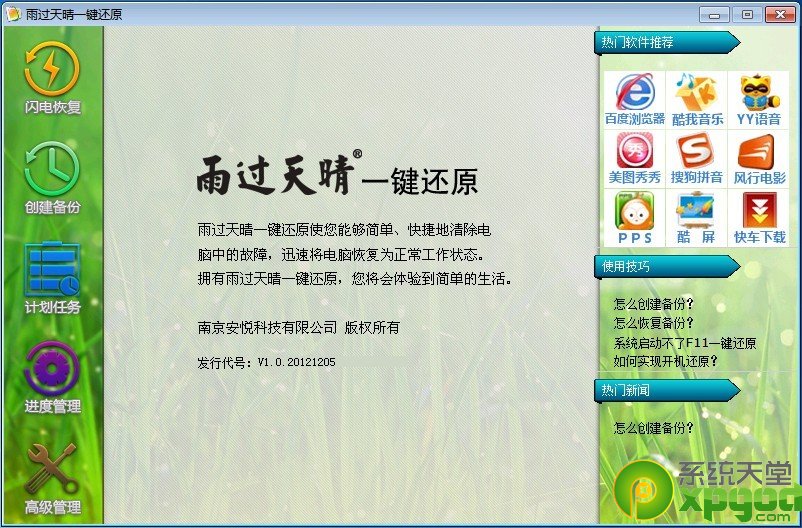 雨过天晴一键还原
闪电恢复
创建备份
计划任务
进度管理
高级管理
雨过天晴®一键还原
雨过天晴一键还原使您能够简单、快捷地清除电
脑中的故障，迅速将电脑恢复为正常工作状态。
拥有雨过天晴一键还原，您将会体验到简单的生活。
南京安悦科技有限公司 版权所有
发行代号：V1.0.20121205
热门软件推荐
百度浏览器 酷我音乐 YY语音
美图秀秀 搜狗拼音 风行电影
PPS 酷 屏 快车下载
使用技巧
怎么创建备份？
怎么恢复备份？
系统启动不了F11一键还原
如何实现开机还原？
热门新闻
怎么创建备份？
系统天堂
xpgod
.com